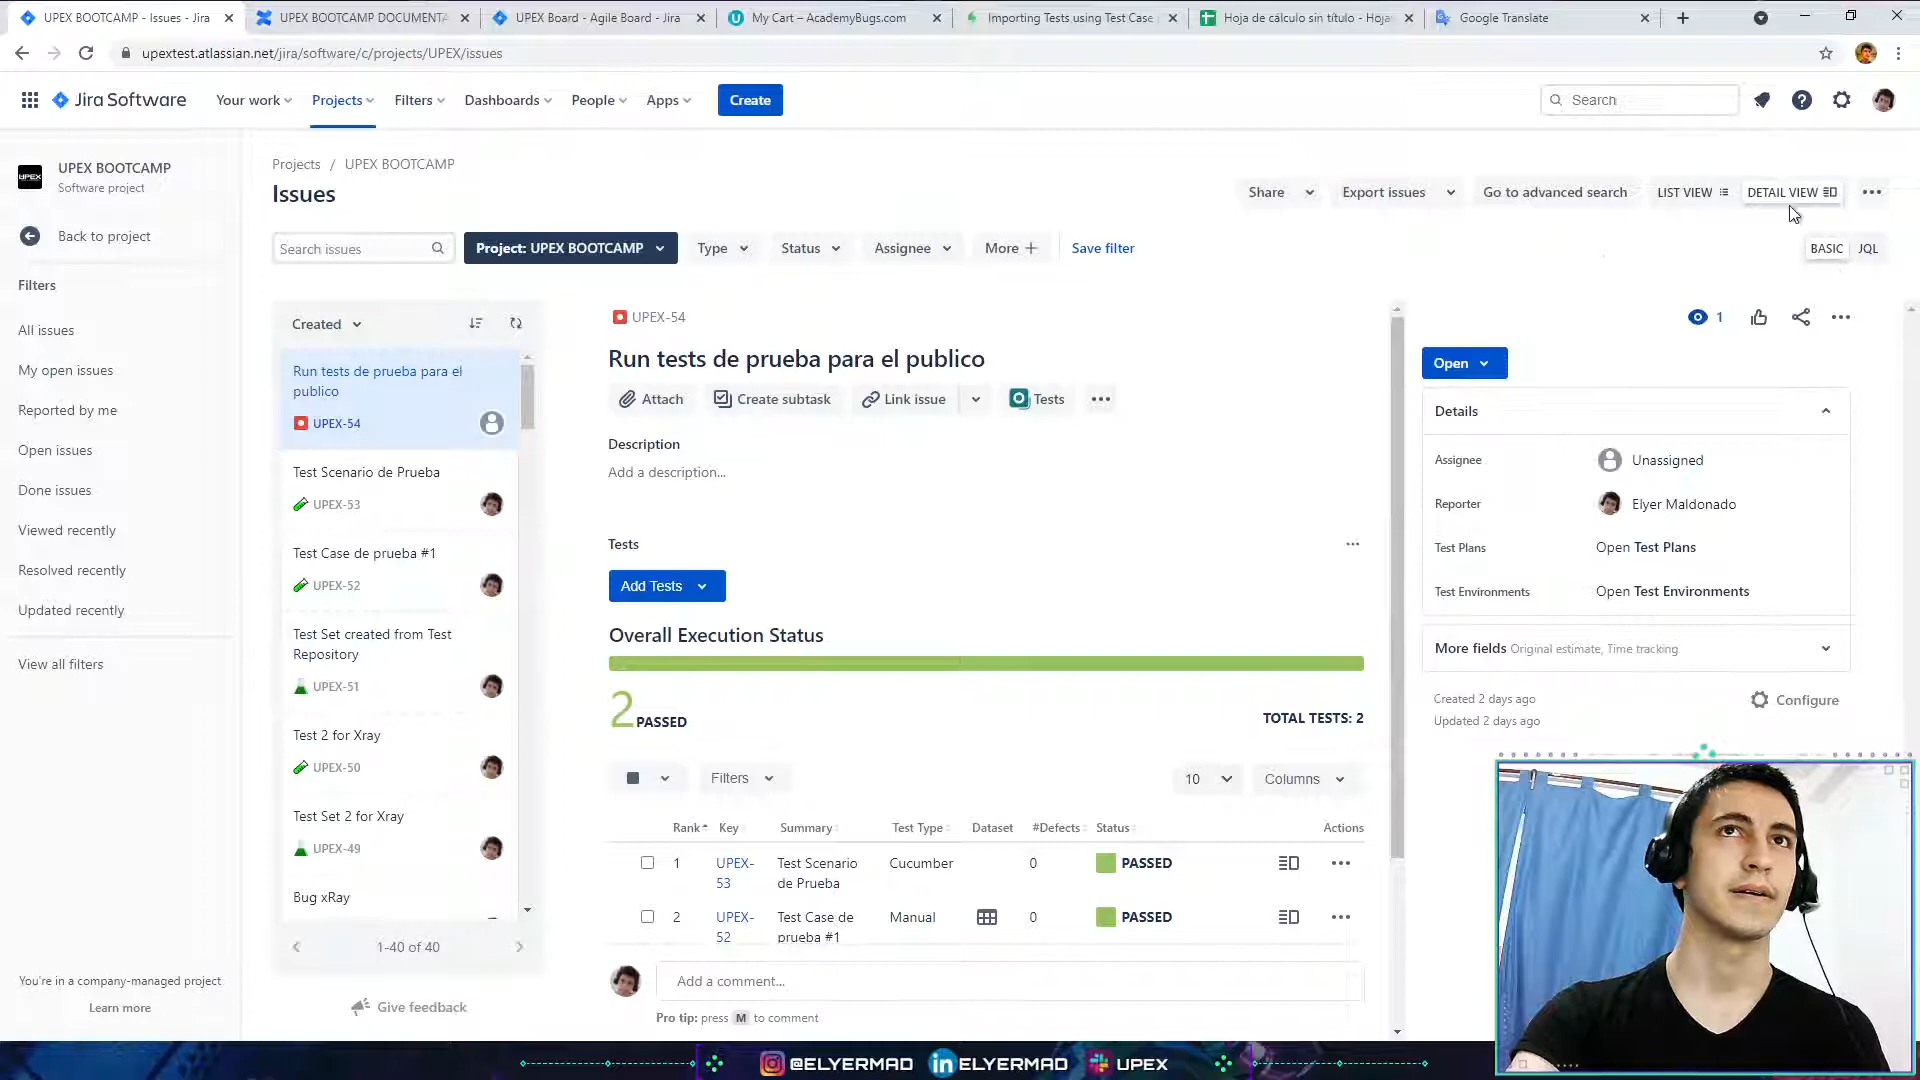 UPEX BOOTCAMP - Issues - Jira
UPEX BOOTCAMP DOCUMENTA
UPEX Board - Agile Board - Jira
My Cart – AcademyBugs.com
Importing Tests using Test Case
Hoja de cálculo sin título - Hoja
Google Translate
upextest.atlassian.net/jira/software/c/projects/UPEX/issues
Jira Software
Your work
Projects
Filters
Dashboards
People
Apps
Create
Search
UPEX BOOTCAMP
Software project
Back to project
Filters
All issues
My open issues
Reported by me
Open issues
Done issues
Viewed recently
Resolved recently
Updated recently
View all filters
You're in a company-managed project
Learn more
Projects / UPEX BOOTCAMP
Issues
Share
Export issues
Go to advanced search
LIST VIEW
DETAIL VIEW
Search issues
Project: UPEX BOOTCAMP
Type
Status
Assignee
More
Save filter
BASIC
JQL
Created
Run tests de prueba para el
publico
UPEX-54
Test Scenario de Prueba
UPEX-53
Test Case de prueba #1
UPEX-52
Test Set created from Test
Repository
UPEX-51
Test 2 for Xray
UPEX-50
Test Set 2 for Xray
UPEX-49
Bug xRay
1-40 of 40
Give feedback
UPEX-54
Run tests de prueba para el publico
Attach
Create subtask
Link issue
Tests
Description
Add a description...
Tests
Add Tests
Overall Execution Status
2 PASSED
TOTAL TESTS: 2
Filters
10
Columns
Rank Key Summary Test Type Dataset #Defects Status Actions
1 UPEX-53 Test Scenario de Prueba Cucumber 0 PASSED
2 UPEX-52 Test Case de prueba #1 Manual 0 PASSED
Add a comment...
Pro tip: press M to comment
1
Open
Details
Assignee Unassigned
Reporter Elyer Maldonado
Test Plans Open Test Plans
Test Environments Open Test Environments
More fields Original estimate, Time tracking
Created 2 days ago
Updated 2 days ago
Configure
@ELYERMAD
ELYERMAD
UPEX